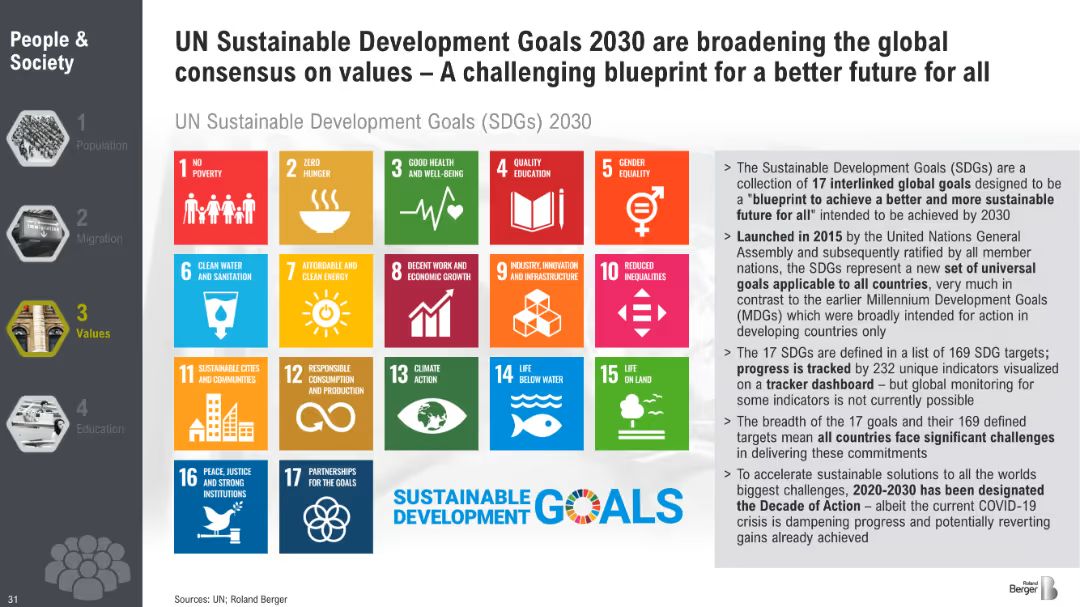 People &
Society
1
Population
2
Migration
3
Values
4
Education
31
UN Sustainable Development Goals 2030 are broadening the global
consensus on values – A challenging blueprint for a better future for all
UN Sustainable Development Goals (SDGs) 2030
1 NO
POVERTY
2 ZERO
HUNGER
3 GOOD HEALTH
AND WELL-BEING
4 QUALITY
EDUCATION
5 GENDER
EQUALITY
6 CLEAN WATER
AND SANITATION
7 AFFORDABLE AND
CLEAN ENERGY
8 DECENT WORK AND
ECONOMIC GROWTH
9 INDUSTRY, INNOVATION
AND INFRASTRUCTURE
10 REDUCED
INEQUALITIES
11 SUSTAINABLE CITIES
AND COMMUNITIES
12 RESPONSIBLE
CONSUMPTION
AND PRODUCTION
13 CLIMATE
ACTION
14 LIFE
BELOW WATER
15 LIFE
ON LAND
16 PEACE, JUSTICE
AND STRONG
INSTITUTIONS
17 PARTNERSHIPS
FOR THE GOALS
SUSTAINABLE
DEVELOPMENT
GOALS
> The Sustainable Development Goals (SDGs) are a
collection of 17 interlinked global goals designed to be
a "blueprint to achieve a better and more sustainable
future for all" intended to be achieved by 2030
> Launched in 2015 by the United Nations General
Assembly and subsequently ratified by all member
nations, the SDGs represent a new set of universal
goals applicable to all countries, very much in
contrast to the earlier Millennium Development Goals
(MDGs) which were broadly intended for action in
developing countries only
> The 17 SDGs are defined in a list of 169 SDG targets;
progress is tracked by 232 unique indicators visualized
on a tracker dashboard – but global monitoring for
some indicators is not currently possible
> The breadth of the 17 goals and their 169 defined
targets mean all countries face significant challenges
in delivering these commitments
> To accelerate sustainable solutions to all the worlds
biggest challenges, 2020-2030 has been designated
the Decade of Action – albeit the current COVID-19
crisis is dampening progress and potentially reverting
gains already achieved
Sources: UN; Roland Berger
Roland
Berger